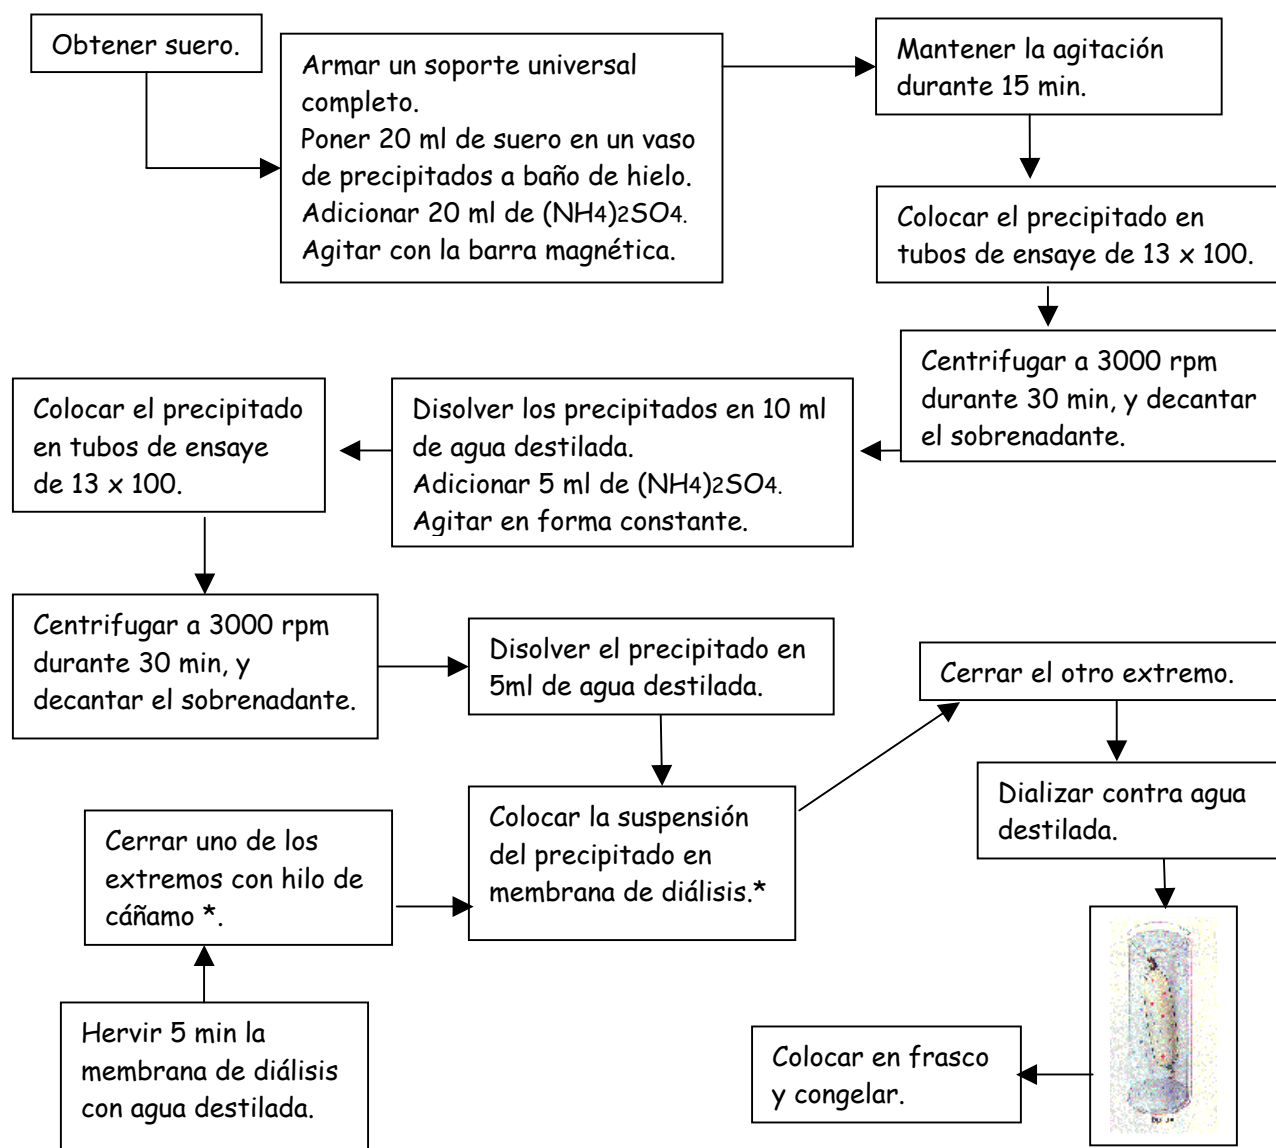 Obtener suero.
Armar un soporte universal
completo.
Poner 20 ml de suero en un vaso
de precipitados a baño de hielo.
Adicionar 20 ml de (NH4)2SO4.
Agitar con la barra magnética.
Mantener la agitación
durante 15 min.
Colocar el precipitado en
tubos de ensaye de 13 x 100.
Centrifugar a 3000 rpm
durante 30 min, y decantar
el sobrenadante.
Disolver los precipitados en 10 ml
de agua destilada.
Adicionar 5 ml de (NH4)2SO4.
Agitar en forma constante.
Colocar el precipitado
en tubos de ensaye
de 13 x 100.
Centrifugar a 3000 rpm
durante 30 min, y
decantar el sobrenadante.
Disolver el precipitado en
5ml de agua destilada.
Hervir 5 min la
membrana de diálisis
con agua destilada.
Cerrar uno de los
extremos con hilo de
cáñamo *.
Colocar la suspensión
del precipitado en
membrana de diálisis.*
Cerrar el otro extremo.
Dializar contra agua
destilada.
Colocar en frasco
y congelar.